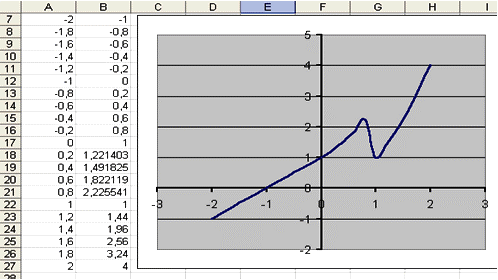 A B C D E F G H I
7 -2 -1
8 -1,8 -0,8
9 -1,6 -0,6
10 -1,4 -0,4
11 -1,2 -0,2
12 -1 0
13 -0,8 0,2
14 -0,6 0,4
15 -0,4 0,6
16 -0,2 0,8
17 0 1
18 0,2 1,221403
19 0,4 1,491825
20 0,6 1,822119
21 0,8 2,225541
22 1 1
23 1,2 1,44
24 1,4 1,96
25 1,6 2,56
26 1,8 3,24
27 2 4
28
5
4
3
2
1
0
-3 -2 -1 0 1 2 3
-1
-2